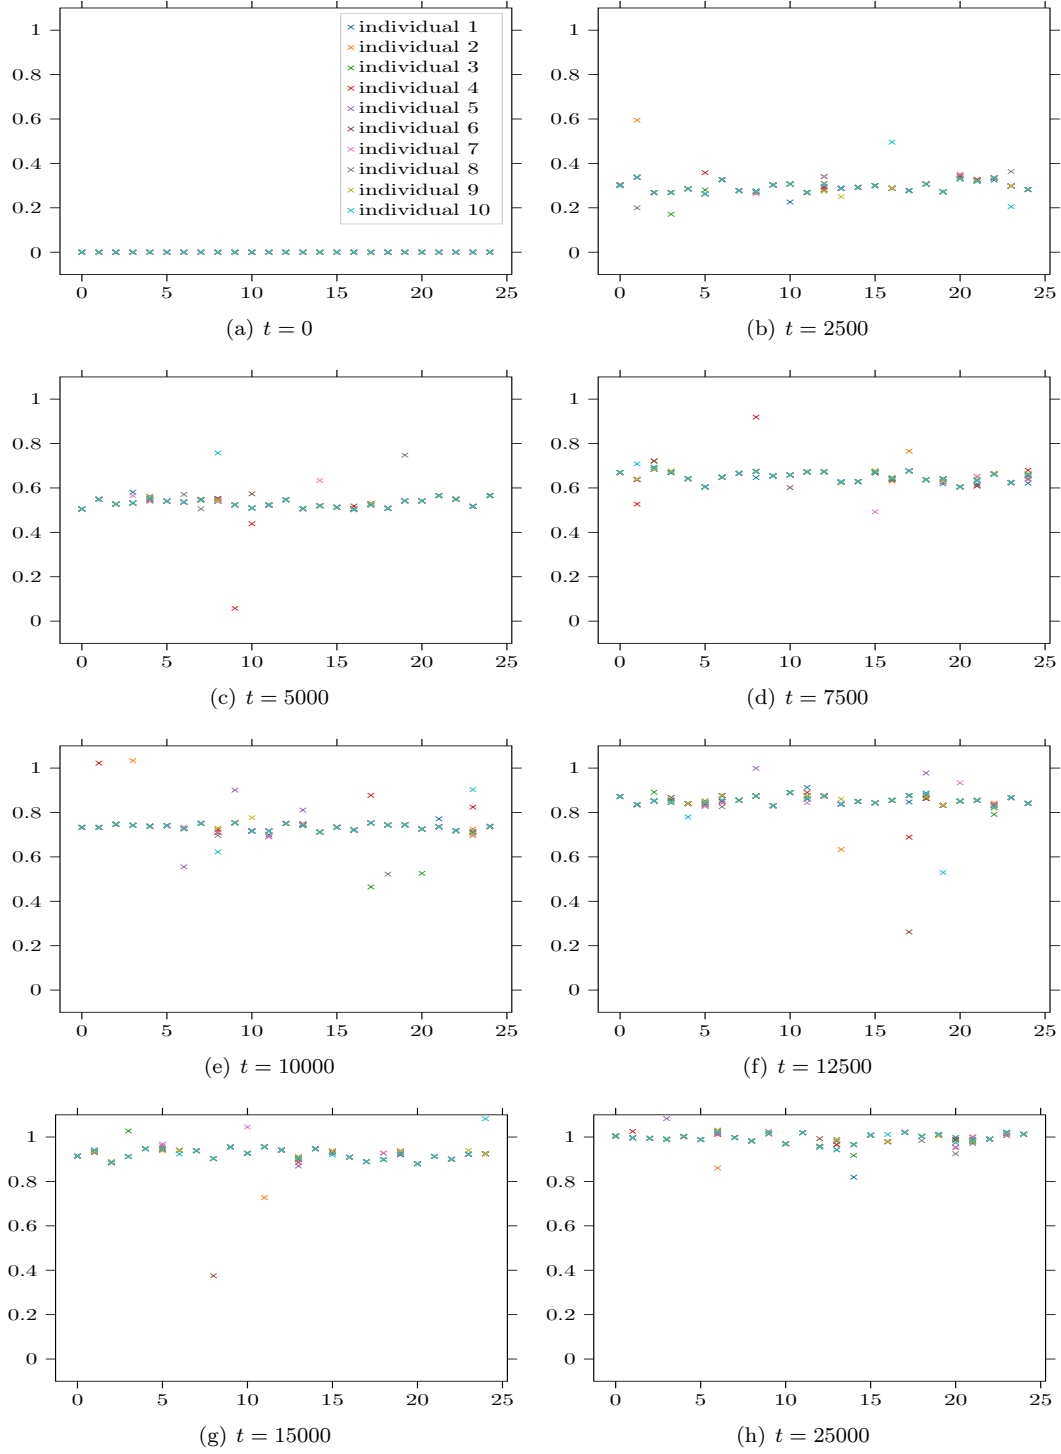 1
0.8
0.6
0.4
0.2
0
individual 1
individual 2
individual 3
individual 4
individual 5
individual 6
individual 7
individual 8
individual 9
individual 10
0 5 10 15 20 25
(a) t = 0
1
0.8
0.6
0.4
0.2
0
0 5 10 15 20 25
(b) t = 2500
1
0.8
0.6
0.4
0.2
0
0 5 10 15 20 25
(c) t = 5000
1
0.8
0.6
0.4
0.2
0
0 5 10 15 20 25
(d) t = 7500
1
0.8
0.6
0.4
0.2
0
0 5 10 15 20 25
(e) t = 10000
1
0.8
0.6
0.4
0.2
0
0 5 10 15 20 25
(f) t = 12500
1
0.8
0.6
0.4
0.2
0
0 5 10 15 20 25
(g) t = 15000
1
0.8
0.6
0.4
0.2
0
0 5 10 15 20 25
(h) t = 25000